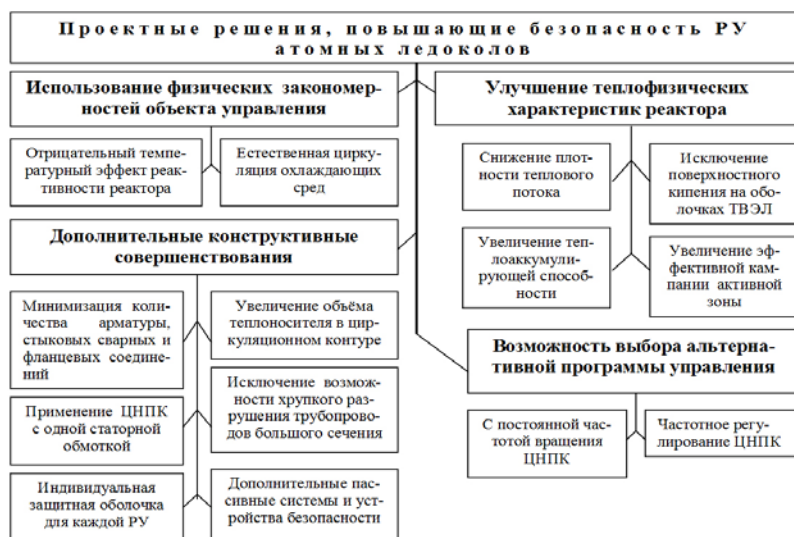 Проектные решения, повышающие безопасность РУ
атомных ледоколов
Использование физических закономер-
ностей объекта управления
Отрицательный темпе-
ратурный эффект реак-
тивности реактора
Естественная цирку-
ляция охлаждающих
сред
Дополнительные конструктивные
совершенствования
Минимизация коли-
чества арматуры,
стыковых сварных и
фланцевых соедине-
ний
Увеличение объёма
теплоносителя в цир-
куляционном контуре
Применение ЦНПК
с одной статорной
обмоткой
Исключение возмож-
ности хрупкого раз-
рушения трубопрово-
дов большого сечения
Индивидуальная
защитная оболочка
для каждой РУ
Дополнительные пас-
сивные системы и уст-
ройства безопасности
Улучшение теплофизических
характеристик реактора
Снижение плот-
ности теплового
потока
Исключение
поверхностного
кипения на обо-
лочках ТВЭЛ
Увеличение теп-
лоаккумулири-
рующей способ-
ности
Увеличение эф-
фективной кам-
пании активной
зоны
Возможность выбора альтерна-
тивной программы управления
С постоянной час-
тотой вращения
ЦНПК
Частотное регу-
лирование ЦНПК